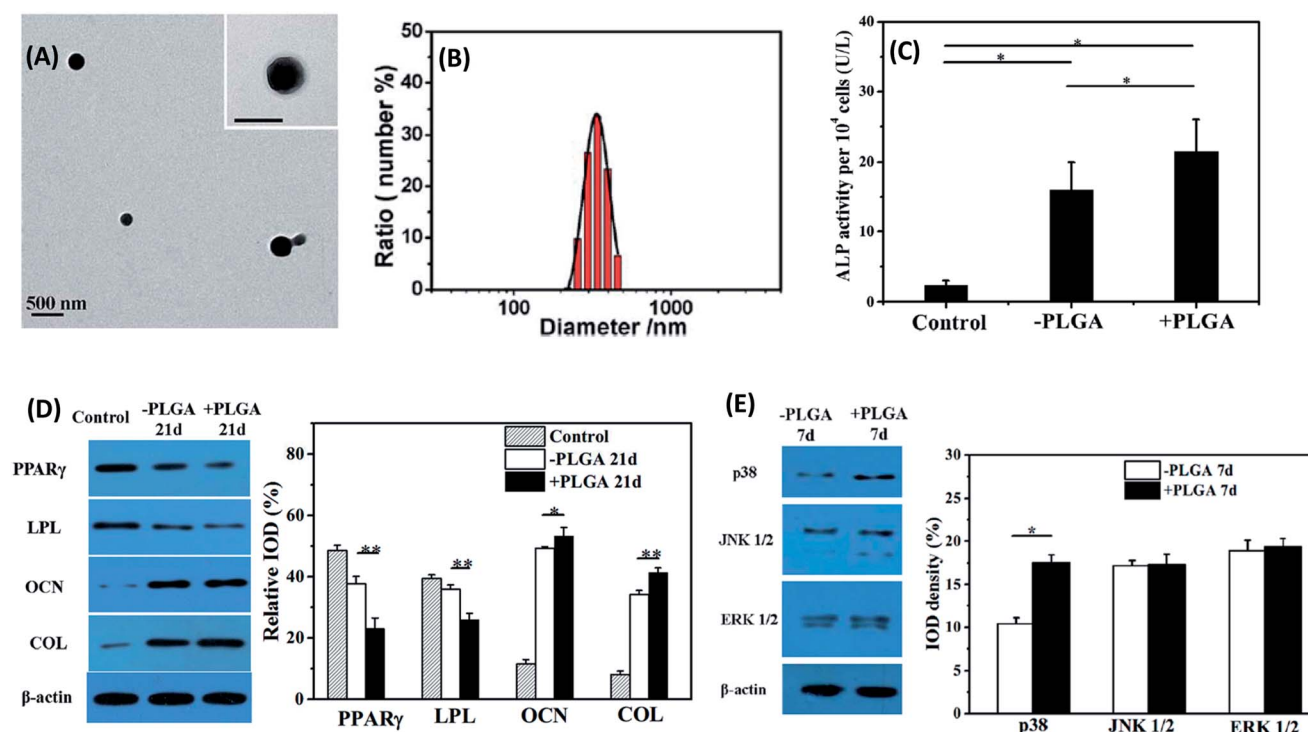 (A)
500 nm
(B)
Ratio ( number %)
50
40
30
20
10
0
100
1000
Diameter /nm
(C)
ALP activity per 10⁴ cells (U/L)
40
30
20
10
0
*
*
*
Control
-PLGA
+PLGA
(D)
Control
-PLGA
21d
+PLGA
21d
PPARγ
LPL
OCN
COL
β-actin
Relative IOD (%)
80
60
40
20
0
Control
-PLGA 21d
+PLGA 21d
**
**
*
**
PPARγ
LPL
OCN
COL
(E)
-PLGA
7d
+PLGA
7d
p38
JNK 1/2
ERK 1/2
β-actin
IOD density (%)
30
25
20
15
10
5
0
-PLGA 7d
+PLGA 7d
*
p38
JNK 1/2
ERK 1/2